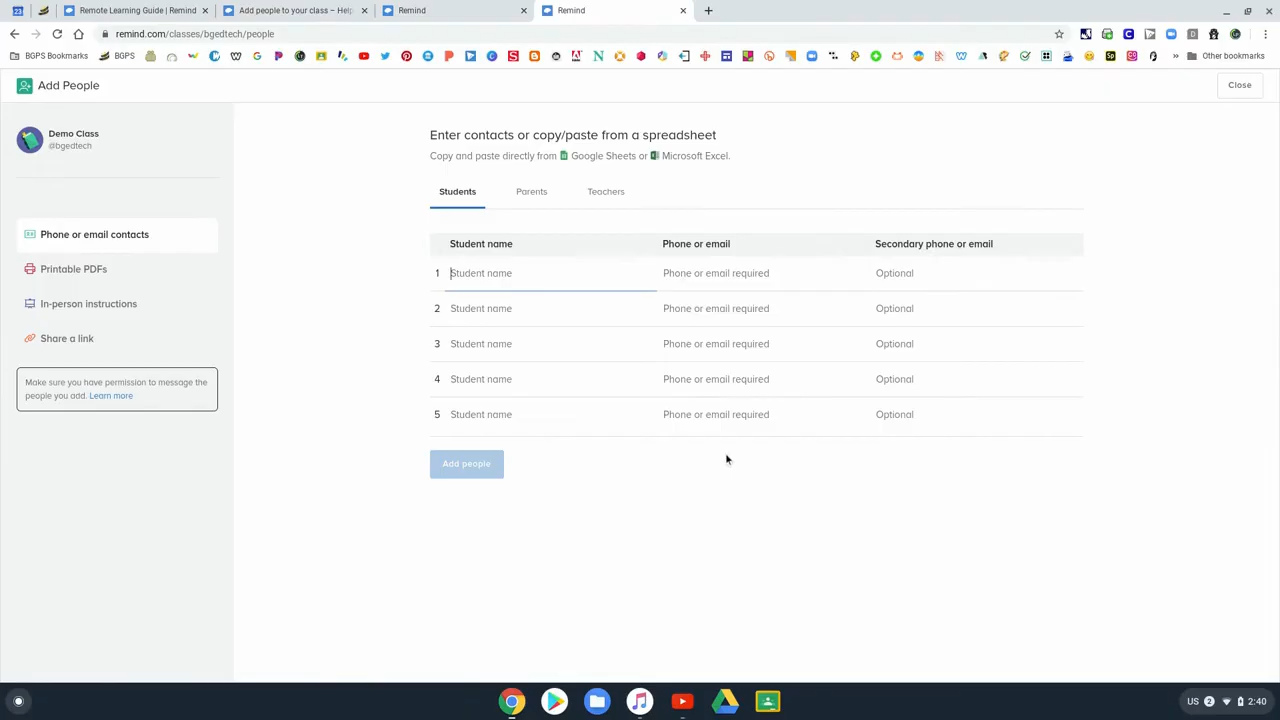 23
Remote Learning Guide | Remind
Add people to your class – Help
Remind
Remind
remind.com/classes/bgedtech/people
BGPS Bookmarks
BGPS
Other bookmarks
Add People
Close
Demo Class
@bgedtech
Phone or email contacts
Printable PDFs
In-person instructions
Share a link
Make sure you have permission to message the
people you add. Learn more
Enter contacts or copy/paste from a spreadsheet
Copy and paste directly from Google Sheets or Microsoft Excel.
Students Parents Teachers
Student name Phone or email Secondary phone or email
1 Student name Phone or email required Optional
2 Student name Phone or email required Optional
3 Student name Phone or email required Optional
4 Student name Phone or email required Optional
5 Student name Phone or email required Optional
Add people
US 2 2:40